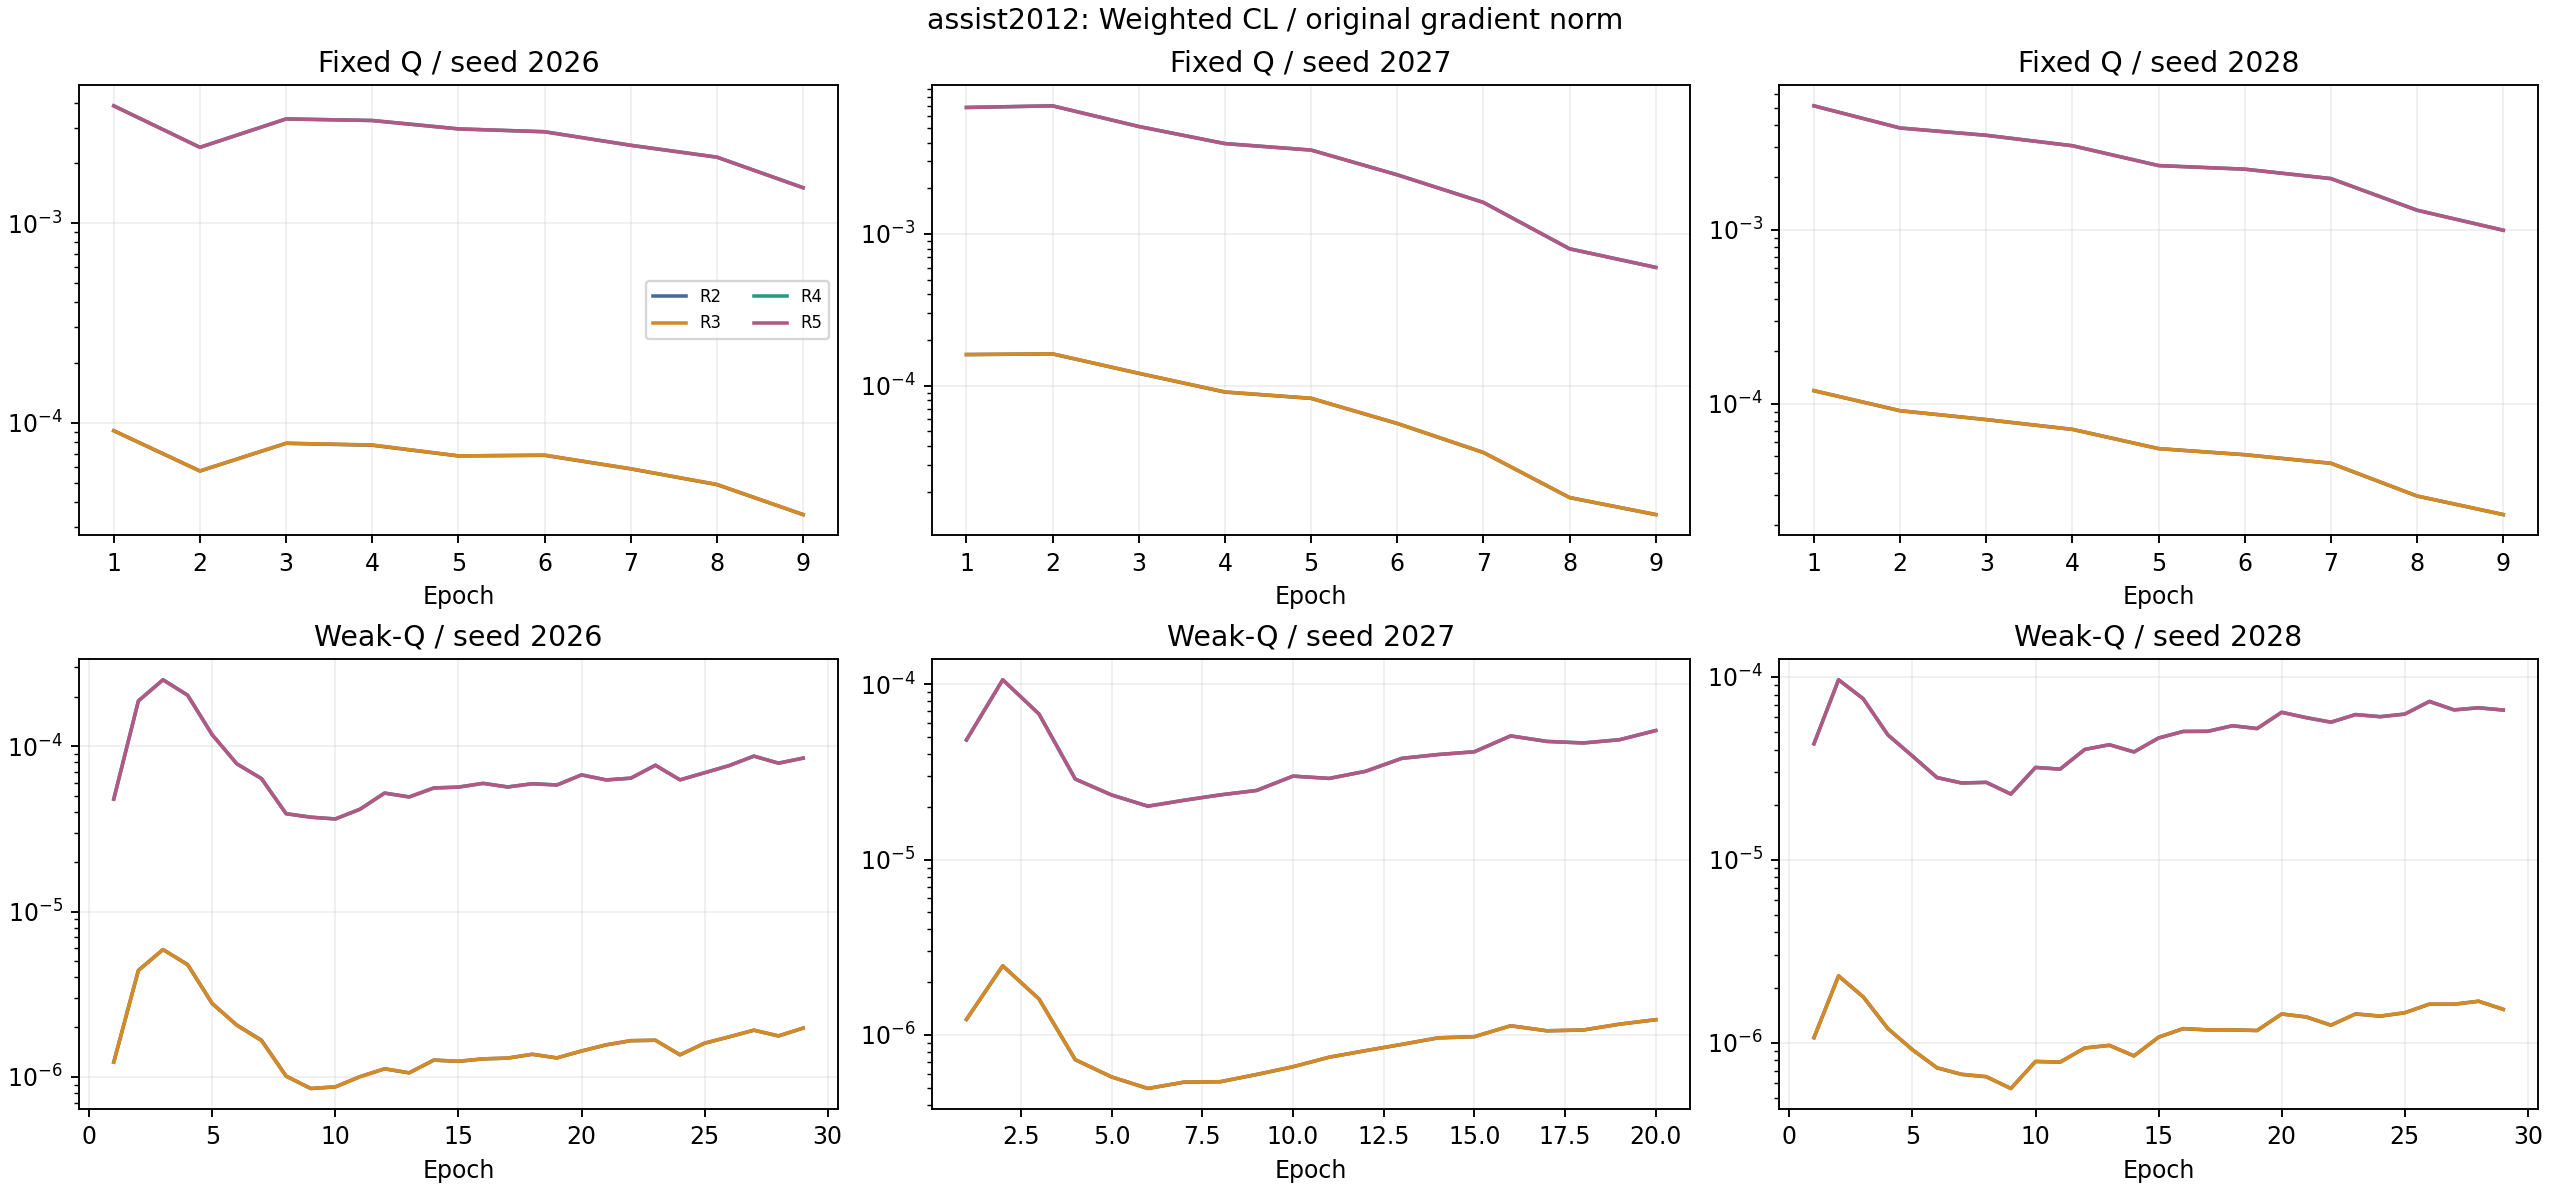 assist2012: Weighted CL / original gradient norm
Fixed Q / seed 2026
10⁻³
10⁻⁴
R2 R4
R3 R5
1 2 3 4 5 6 7 8 9
Epoch
Fixed Q / seed 2027
10⁻³
10⁻⁴
1 2 3 4 5 6 7 8 9
Epoch
Fixed Q / seed 2028
10⁻³
10⁻⁴
1 2 3 4 5 6 7 8 9
Epoch
Weak-Q / seed 2026
10⁻⁴
10⁻⁵
10⁻⁶
0 5 10 15 20 25 30
Epoch
Weak-Q / seed 2027
10⁻⁴
10⁻⁵
10⁻⁶
2.5 5.0 7.5 10.0 12.5 15.0 17.5 20.0
Epoch
Weak-Q / seed 2028
10⁻⁴
10⁻⁵
10⁻⁶
0 5 10 15 20 25 30
Epoch